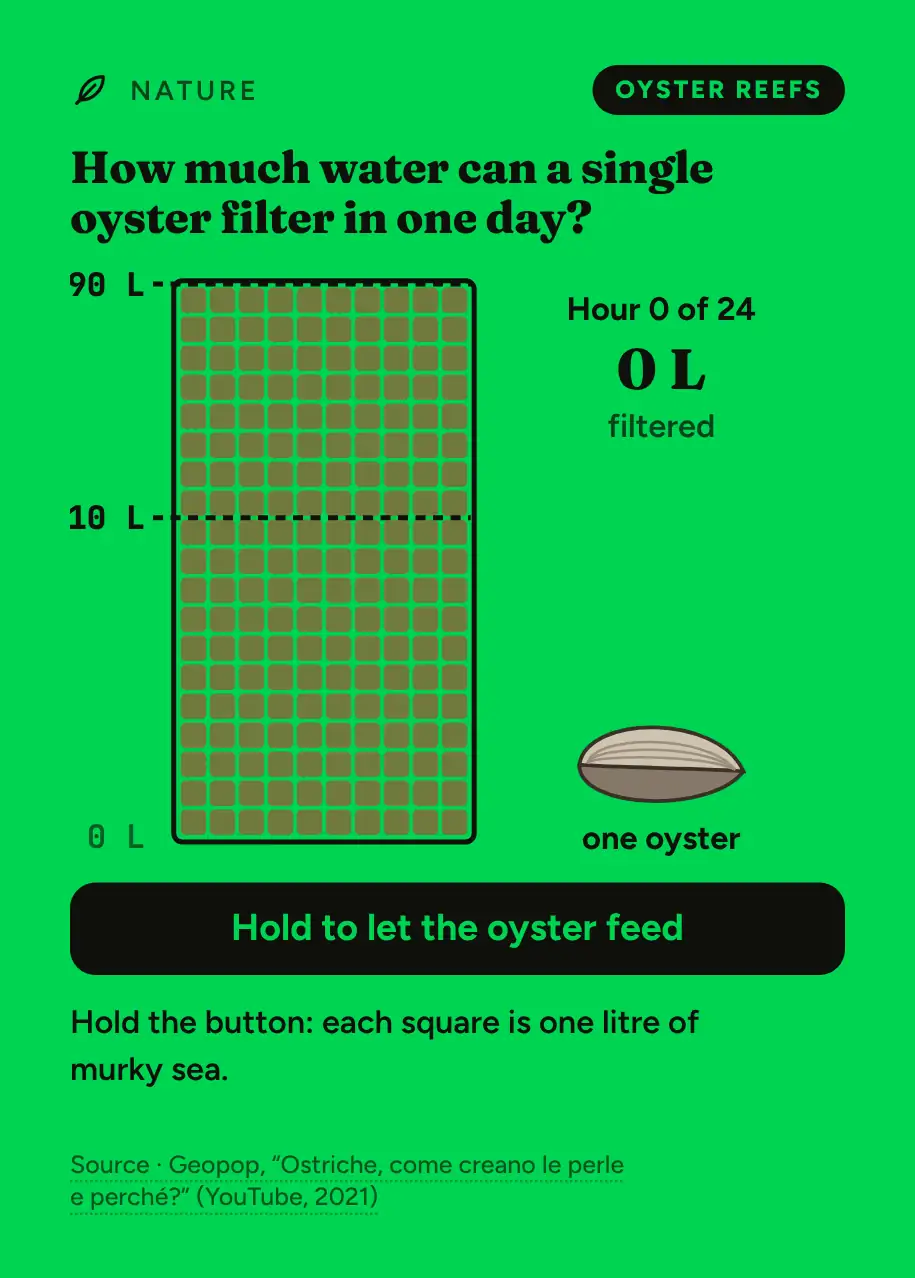 NATURE
OYSTER REEFS
How much water can a single
oyster filter in one day?
90 L
Hour 0 of 24
0 L
filtered
10 L
0 L
one oyster
Hold to let the oyster feed
Hold the button: each square is one litre of
murky sea.
Source · Geopop, “Ostriche, come creano le perle
e perché?” (YouTube, 2021)